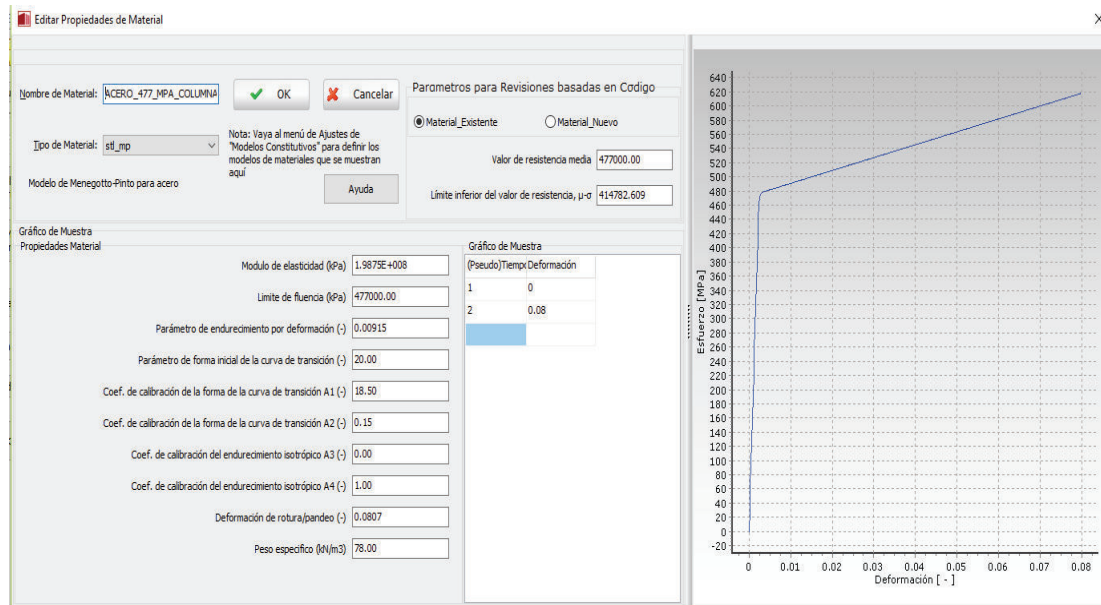 Editar Propiedades de Material
X
Nombre de Material: ACERO_477_MPA_COLUMNA
OK
Cancelar
Tipo de Material: stl_mp
Nota: Vaya al menú de Ajustes de
"Modelos Constitutivos" para definir los
modelos de materiales que se muestran
aquí
Modelo de Menegotto-Pinto para acero
Ayuda
Parametros para Revisiones basadas en Código
Material_Existente
Material_Nuevo
Valor de resistencia media 477000.00
Límite inferior del valor de resistencia, μ-σ 414782.609
Gráfico de Muestra
Propiedades Material
Modulo de elasticidad (kPa) 1.9875E+008
Limite de fluencia (kPa) 477000.00
Parámetro de endurecimiento por deformación (-) 0.00915
Parámetro de forma inicial de la curva de transición (-) 20.00
Coef. de calibración de la forma de la curva de transición A1 (-) 18.50
Coef. de calibración de la forma de la curva de transición A2 (-) 0.15
Coef. de calibración del endurecimiento isotrópico A3 (-) 0.00
Coef. de calibración del endurecimiento isotrópico A4 (-) 1.00
Deformación de rotura/pandeo (-) 0.0807
Peso especifico (kN/m3) 78.00
Gráfico de Muestra
(Pseudo)Tiempo Deformación
1 0
2 0.08
Esfuerzo [MPa]
640
620
600
580
560
540
520
500
480
460
440
420
400
380
360
340
320
300
280
260
240
220
200
180
160
140
120
100
80
60
40
20
0
-20
0 0.01 0.02 0.03 0.04 0.05 0.06 0.07 0.08
Deformación [ - ]